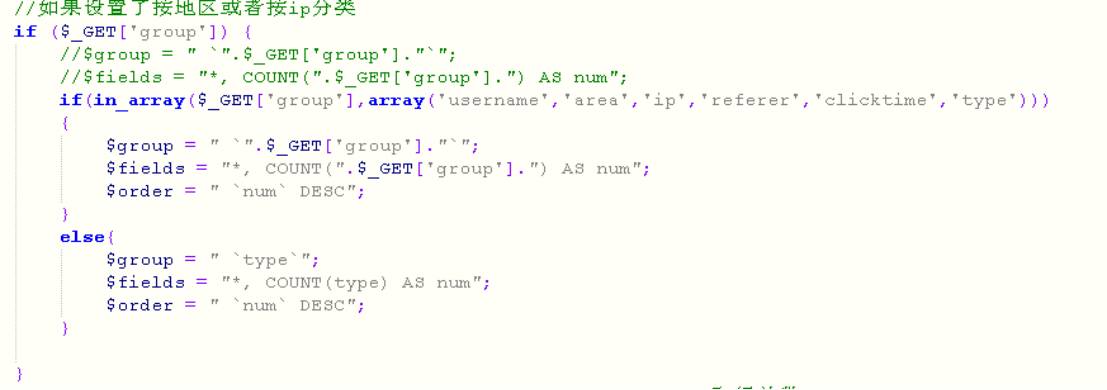 //如果设置了按地区或者按ip分类
if ($_GET['group']) {
//$group = " `".$_GET['group']."`";
//$fields = "*, COUNT(".$_GET['group'].") AS num";
if(in_array($_GET['group'],array('username','area','ip','referer','clicktime','type')))
{
$group = " `".$_GET['group']."`";
$fields = "*, COUNT(".$_GET['group'].") AS num";
$order = " `num` DESC";
}
else{
$group = " `type`";
$fields = "*, COUNT(type) AS num";
$order = " `num` DESC";
}
}